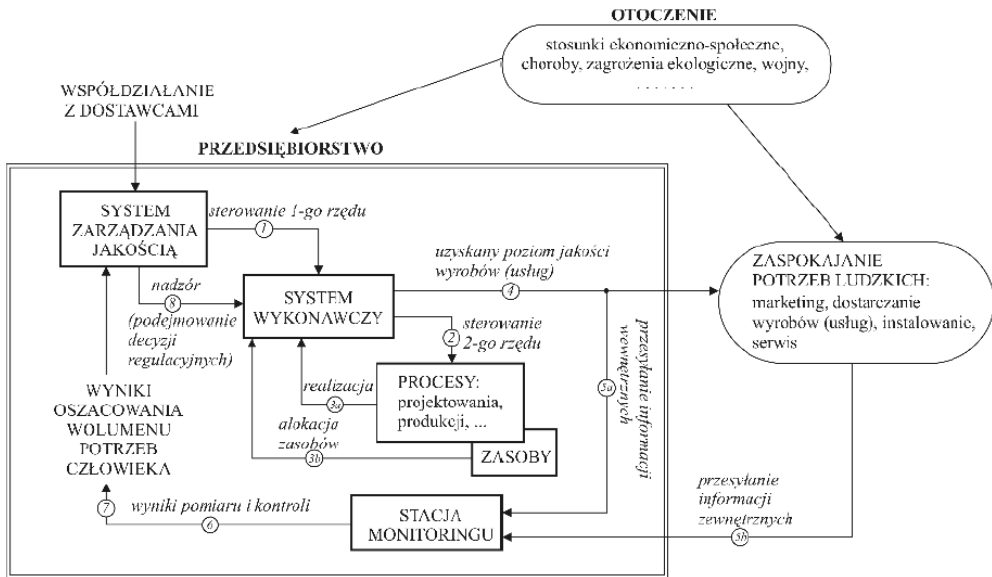 OTOCZENIE
stosunki ekonomiczno-społeczne,
choroby, zagrożenia ekologiczne, wojny,
. . . . . . .
WSPÓŁDZIAŁANIE
Z DOSTAWCAMI
PRZEDSIĘBIORSTWO
SYSTEM
ZARZĄDZANIA
JAKOŚCIĄ
sterowanie 1-go rzędu
1
nadzór
8
(podejmowanie
decyzji
regulacyjnych)
SYSTEM
WYKONAWCZY
uzyskany poziom jakości
wyrobów (usług)
4
2
sterowanie
2-go rzędu
ZASPOKAJANIE
POTRZEB LUDZKICH:
marketing, dostarczanie
wyrobów (usług), instalowanie,
serwis
przesyłanie informacji
wewnętrznych
5a
realizacja
3a
PROCESY:
projektowania,
produkcji, ...
alokacja
zasobów
3b
ZASOBY
WYNIKI
OSZACOWANIA
WOLUMENU
POTRZEB
CZŁOWIEKA
7
wyniki pomiaru i kontroli
6
STACJA
MONITORINGU
przesyłanie
informacji
zewnętrznych
5b